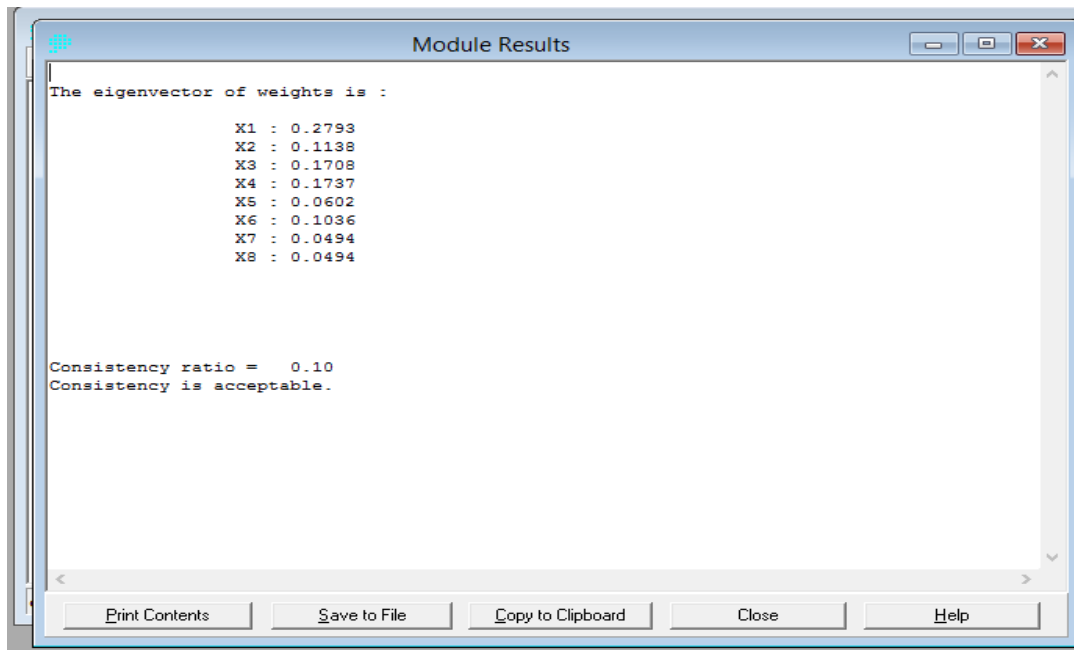 Module Results
The eigenvector of weights is :
X1 : 0.2793
X2 : 0.1138
X3 : 0.1708
X4 : 0.1737
X5 : 0.0602
X6 : 0.1036
X7 : 0.0494
X8 : 0.0494
Consistency ratio = 0.10
Consistency is acceptable.
Print Contents
Save to File
Copy to Clipboard
Close
Help